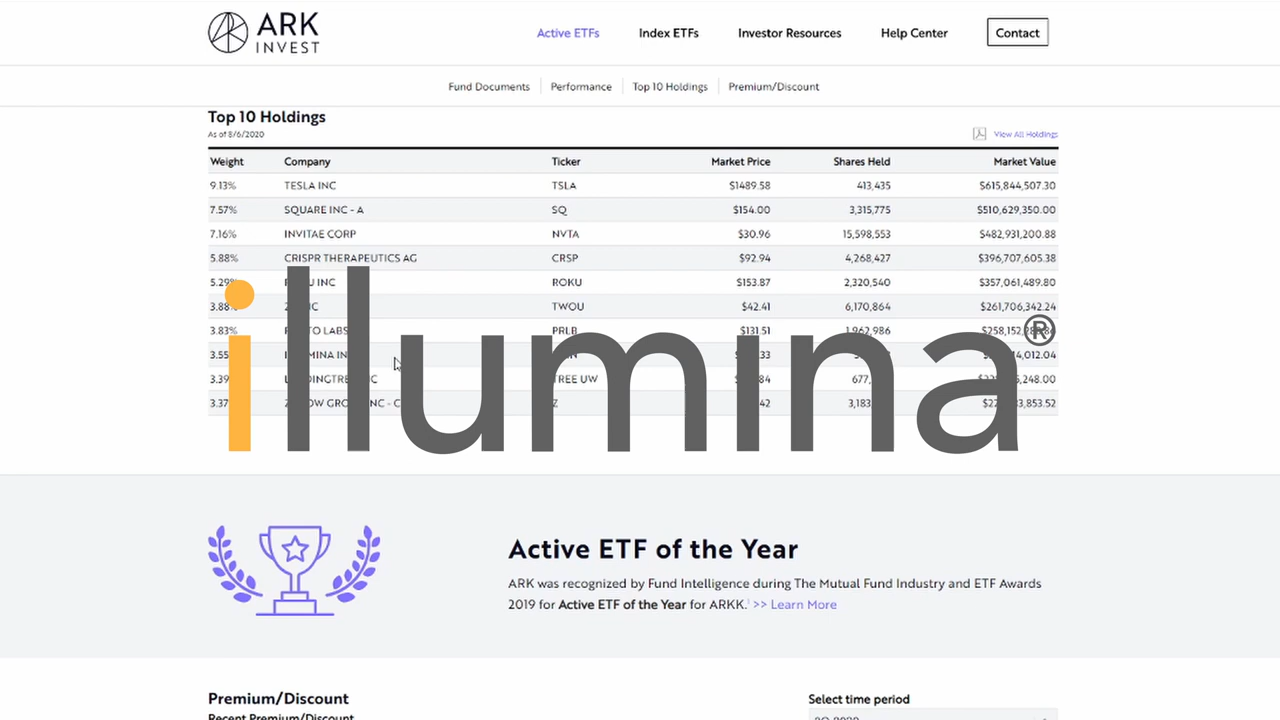 ARK
INVEST
Active ETFs Index ETFs Investor Resources Help Center Contact
Fund Documents Performance Top 10 Holdings Premium/Discount
Top 10 Holdings
As of 8/6/2020 View All Holdings
Weight Company Ticker Market Price Shares Held Market Value
9.13% TESLA INC TSLA $1489.58 413,435 $615,844,507.30
7.57% SQUARE INC - A SQ $154.00 3,315,775 $510,629,350.00
7.16% INVITAE CORP NVTA $30.96 15,598,553 $482,931,200.88
5.88% CRISPR THERAPEUTICS AG CRSP $92.94 4,268,427 $396,707,605.38
INC ROKU $153.87 2,320,540 $357,061,489.80
TWOU $42.41 6,170,864 $261,706,342.24
3.83% PRLB $131.51 1,962,986
illumina®
Active ETF of the Year
ARK was recognized by Fund Intelligence during The Mutual Fund Industry and ETF Awards
2019 for Active ETF of the Year for ARKK.¹ >> Learn More
Premium/Discount
Select time period
Recent Premium/Discount